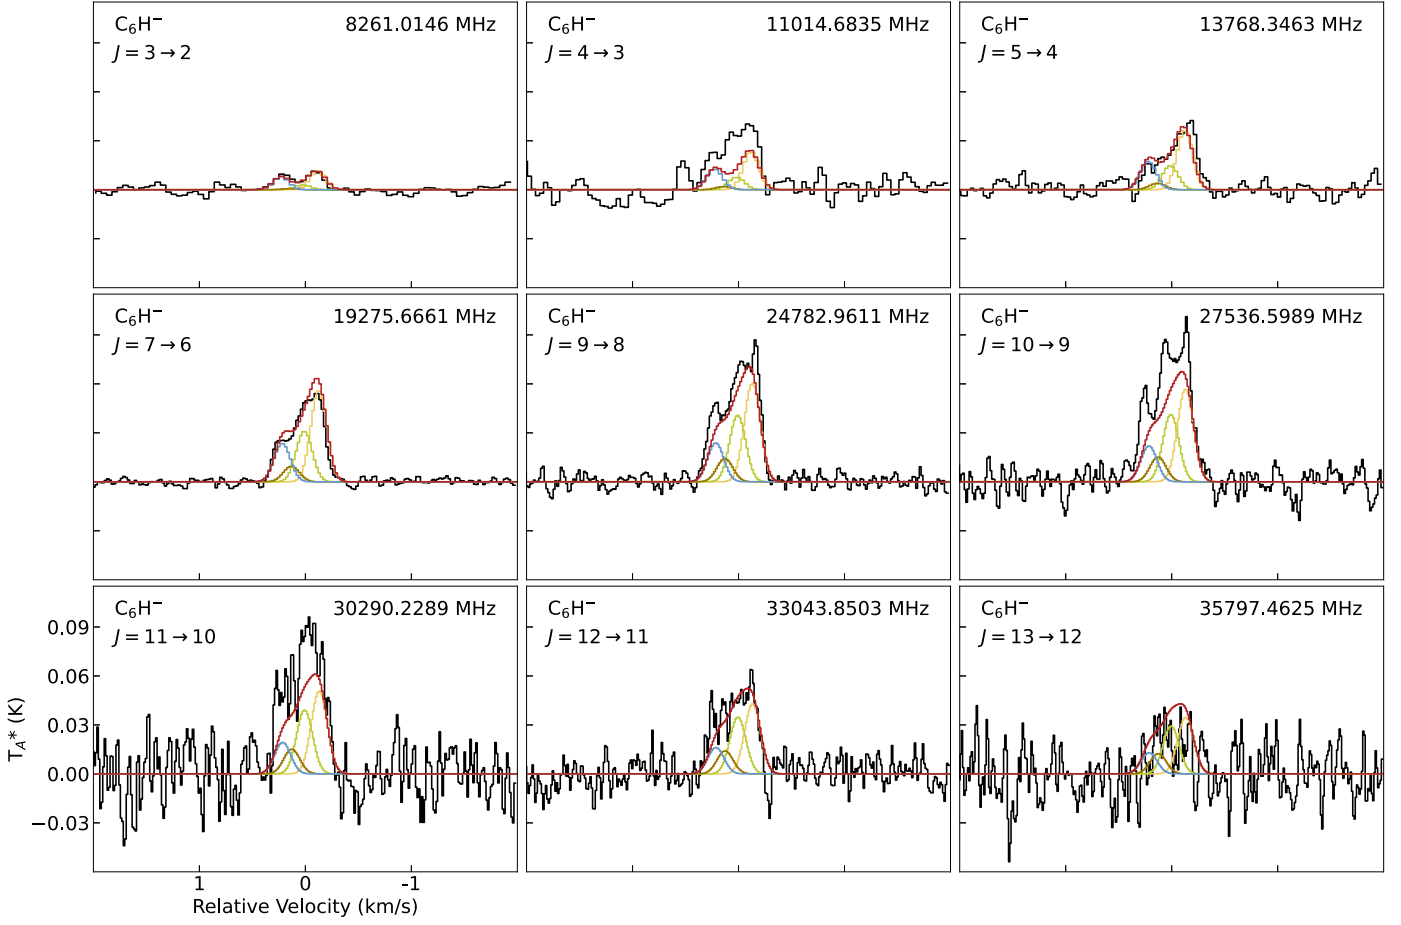 C₆H⁻ 8261.0146 MHz
J = 3 → 2
C₆H⁻ 11014.6835 MHz
J = 4 → 3
C₆H⁻ 13768.3463 MHz
J = 5 → 4
C₆H⁻ 19275.6661 MHz
J = 7 → 6
C₆H⁻ 24782.9611 MHz
J = 9 → 8
C₆H⁻ 27536.5989 MHz
J = 10 → 9
C₆H⁻ 30290.2289 MHz
J = 11 → 10
C₆H⁻ 33043.8503 MHz
J = 12 → 11
C₆H⁻ 35797.4625 MHz
J = 13 → 12
0.09
0.06
0.03
0.00
−0.03
T_A* (K)
1 0 -1
Relative Velocity (km/s)